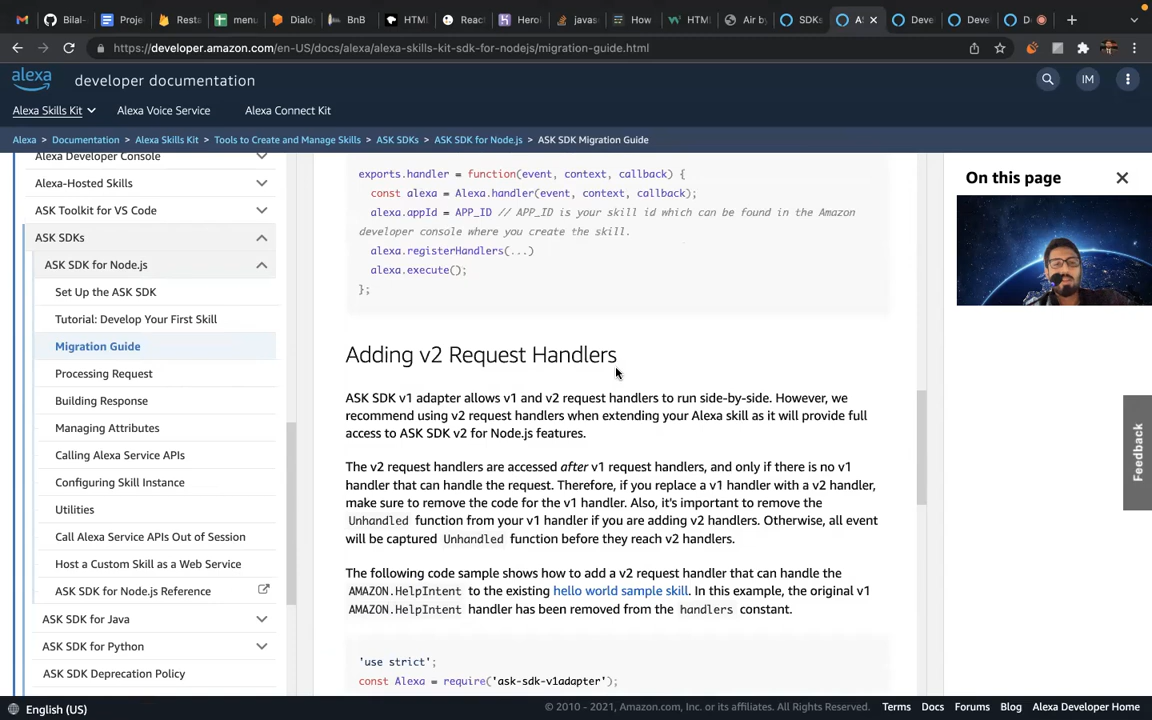 Bilal-
Proje
Resta
menu
Dialo
BnB
HTML
Reac
Hero
javas
How
HTML
Air by
SDKs
A
Deve
Deve
D
https://developer.amazon.com/en-US/docs/alexa/alexa-skills-kit-sdk-for-nodejs/migration-guide.html
alexa developer documentation
IM
Alexa Skills Kit Alexa Voice Service Alexa Connect Kit
Alexa > Documentation > Alexa Skills Kit > Tools to Create and Manage Skills > ASK SDKs > ASK SDK for Node.js > ASK SDK Migration Guide
Alexa Developer Console
Alexa-Hosted Skills
ASK Toolkit for VS Code
ASK SDKs
ASK SDK for Node.js
Set Up the ASK SDK
Tutorial: Develop Your First Skill
Migration Guide
Processing Request
Building Response
Managing Attributes
Calling Alexa Service APIs
Configuring Skill Instance
Utilities
Call Alexa Service APIs Out of Session
Host a Custom Skill as a Web Service
ASK SDK for Node.js Reference
ASK SDK for Java
ASK SDK for Python
ASK SDK Deprecation Policy
exports.handler = function(event, context, callback) {
const alexa = Alexa.handler(event, context, callback);
alexa.appId = APP_ID // APP_ID is your skill id which can be found in the Amazon
developer console where you create the skill.
alexa.registerHandlers(...)
alexa.execute();
};
Adding v2 Request Handlers
ASK SDK v1 adapter allows v1 and v2 request handlers to run side-by-side. However, we
recommend using v2 request handlers when extending your Alexa skill as it will provide full
access to ASK SDK v2 for Node.js features.
The v2 request handlers are accessed after v1 request handlers, and only if there is no v1
handler that can handle the request. Therefore, if you replace a v1 handler with a v2 handler,
make sure to remove the code for the v1 handler. Also, it's important to remove the
Unhandled function from your v1 handler if you are adding v2 handlers. Otherwise, all event
will be captured Unhandled function before they reach v2 handlers.
The following code sample shows how to add a v2 request handler that can handle the
AMAZON.HelpIntent to the existing hello world sample skill. In this example, the original v1
AMAZON.HelpIntent handler has been removed from the handlers constant.
'use strict';
const Alexa = require('ask-sdk-v1adapter');
On this page
Feedback
English (US)
© 2010 - 2021, Amazon.com, Inc. or its affiliates. All Rights Reserved. Terms Docs Forums Blog Alexa Developer Home